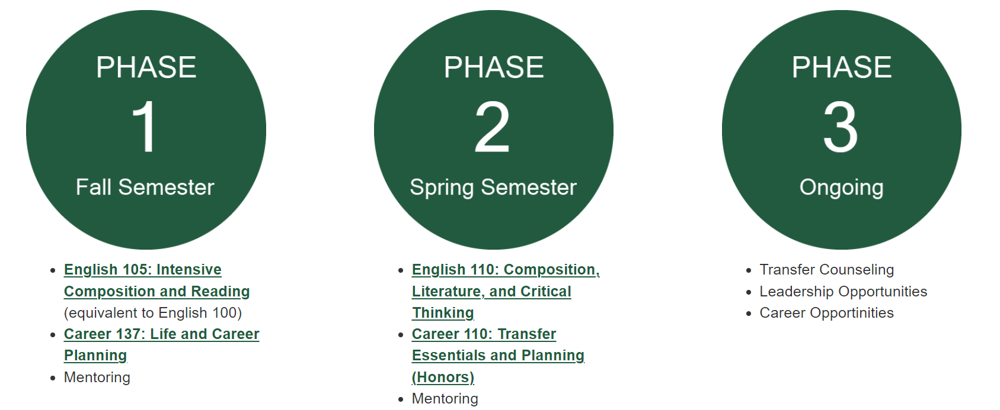 PHASE
1
Fall Semester
English 105: Intensive
Composition and Reading
(equivalent to English 100)
Career 137: Life and Career
Planning
Mentoring
PHASE
2
Spring Semester
English 110: Composition,
Literature, and Critical
Thinking
Career 110: Transfer
Essentials and Planning
(Honors)
Mentoring
PHASE
3
Ongoing
Transfer Counseling
Leadership Opportunities
Career Opportinities